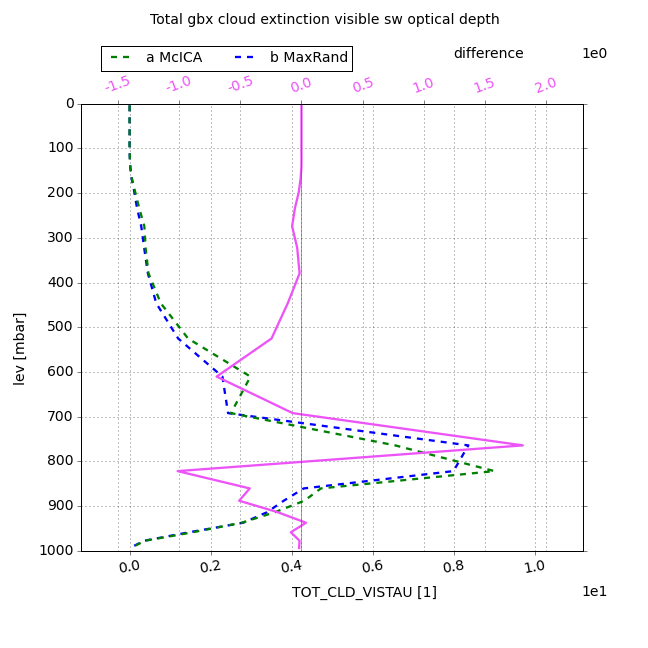 Total gbx cloud extinction visible sw optical depth
a McICA b MaxRand difference 1e0
-1.5 -1.0 -0.5 0.0 0.5 1.0 1.5 2.0
0
100
200
300
400
500
600
700
800
900
1000
lev [mbar]
0.0 0.2 0.4 0.6 0.8 1.0
TOT_CLD_VISTAU [1] 1e1